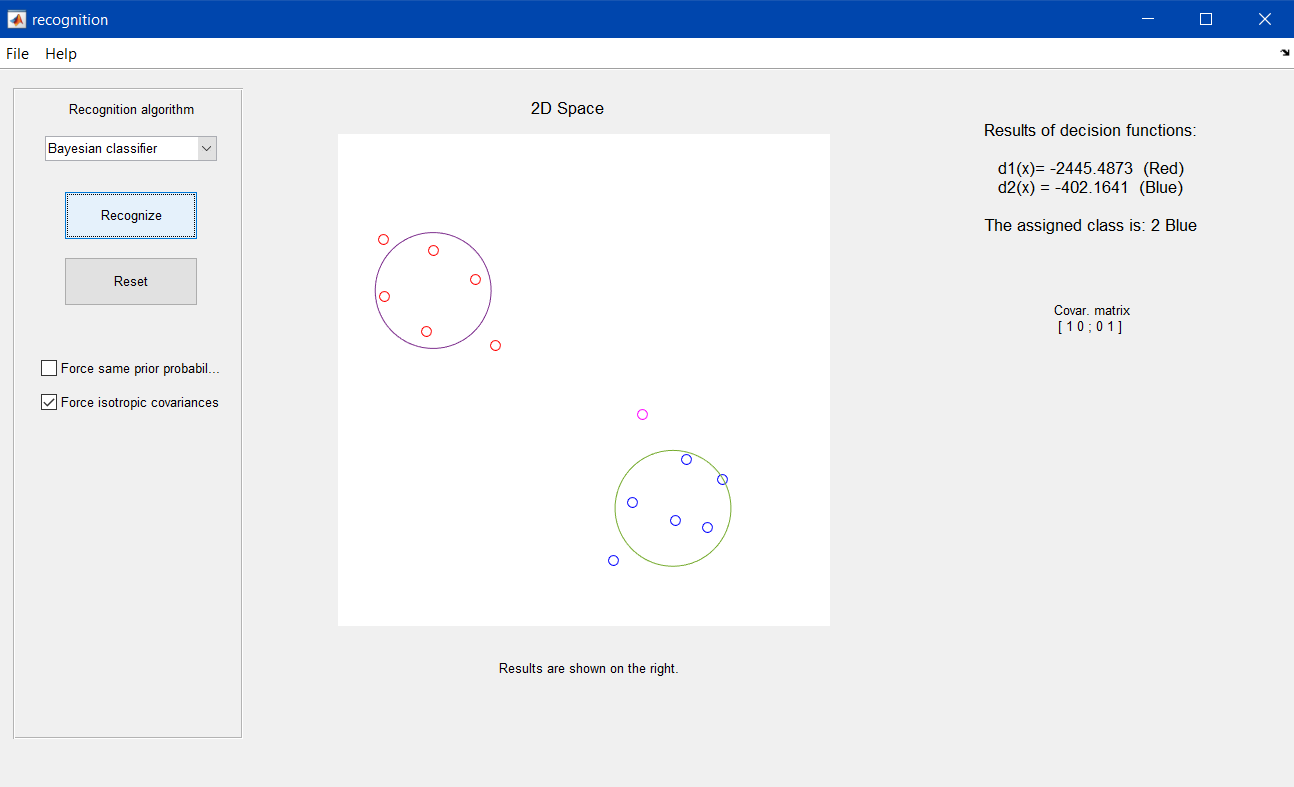 recognition
File Help
Recognition algorithm
Bayesian classifier
Recognize
Reset
Force same prior probabil...
Force isotropic covariances
2D Space
Results are shown on the right.
Results of decision functions:
d1(x)= -2445.4873 (Red)
d2(x) = -402.1641 (Blue)
The assigned class is: 2 Blue
Covar. matrix
[ 1 0 ; 0 1 ]